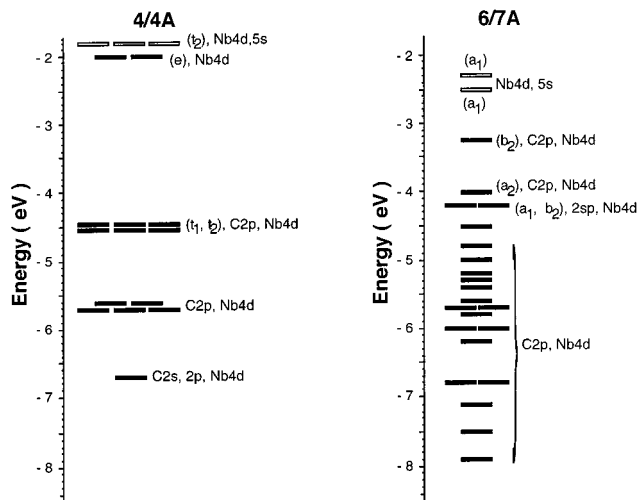 4/4A
Energy ( eV)
- 2
- 3
- 4
- 5
- 6
- 7
- 8
(t2), Nb4d,5s
(e), Nb4d
(t1, t2), C2p, Nb4d
C2p, Nb4d
C2s, 2p, Nb4d
6/7A
Energy ( eV)
- 2
- 3
- 4
- 5
- 6
- 7
- 8
(a1)
Nb4d, 5s
(a1)
(b2), C2p, Nb4d
(a2), C2p, Nb4d
(a1, b2), 2sp, Nb4d
C2p, Nb4d